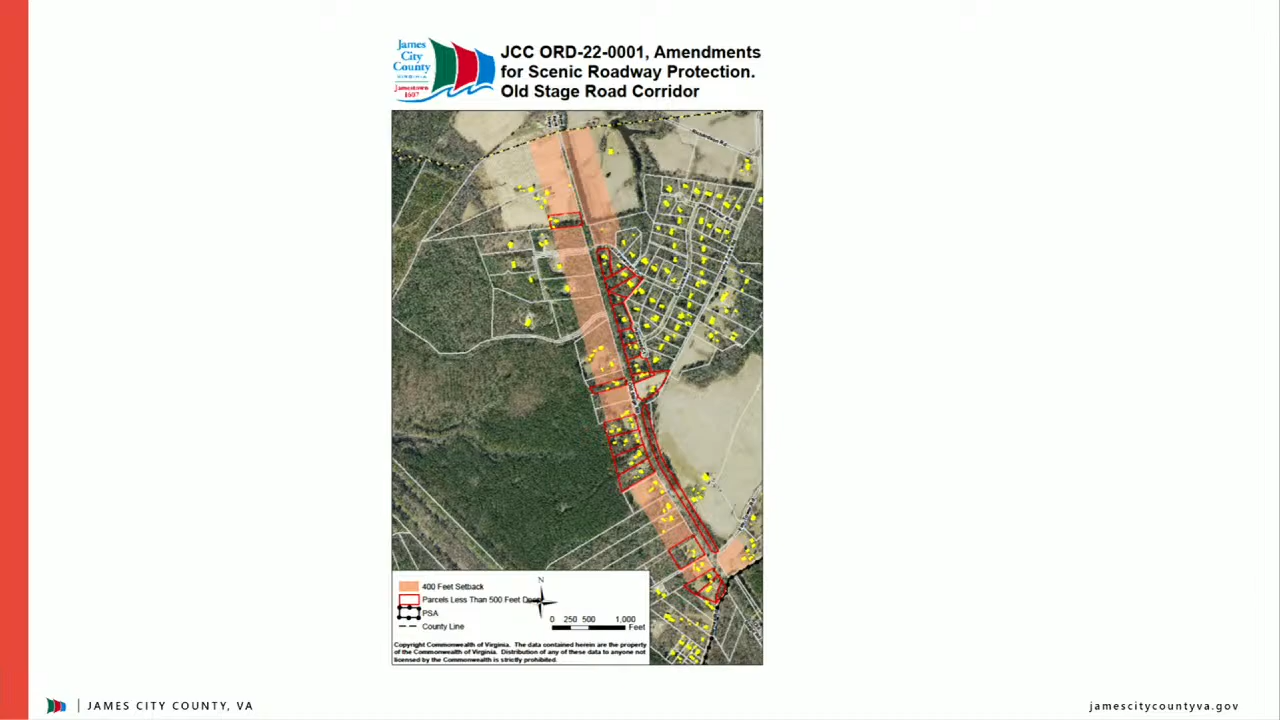 James
City
County
VIRGINIA
Jamestown
1607
JCC ORD-22-0001, Amendments
for Scenic Roadway Protection.
Old Stage Road Corridor
400 Feet Setback
Parcels Less Than 500 Feet
PSA
County Line
N
0 250 500 1,000
Feet
Copyright Commonwealth of Virginia. The data contained herein are the property
of the Commonwealth of Virginia. Distribution of any of these data to anyone not
licensed by the Commonwealth is strictly prohibited.
JAMES CITY COUNTY, VA
jamescitycountyva.gov